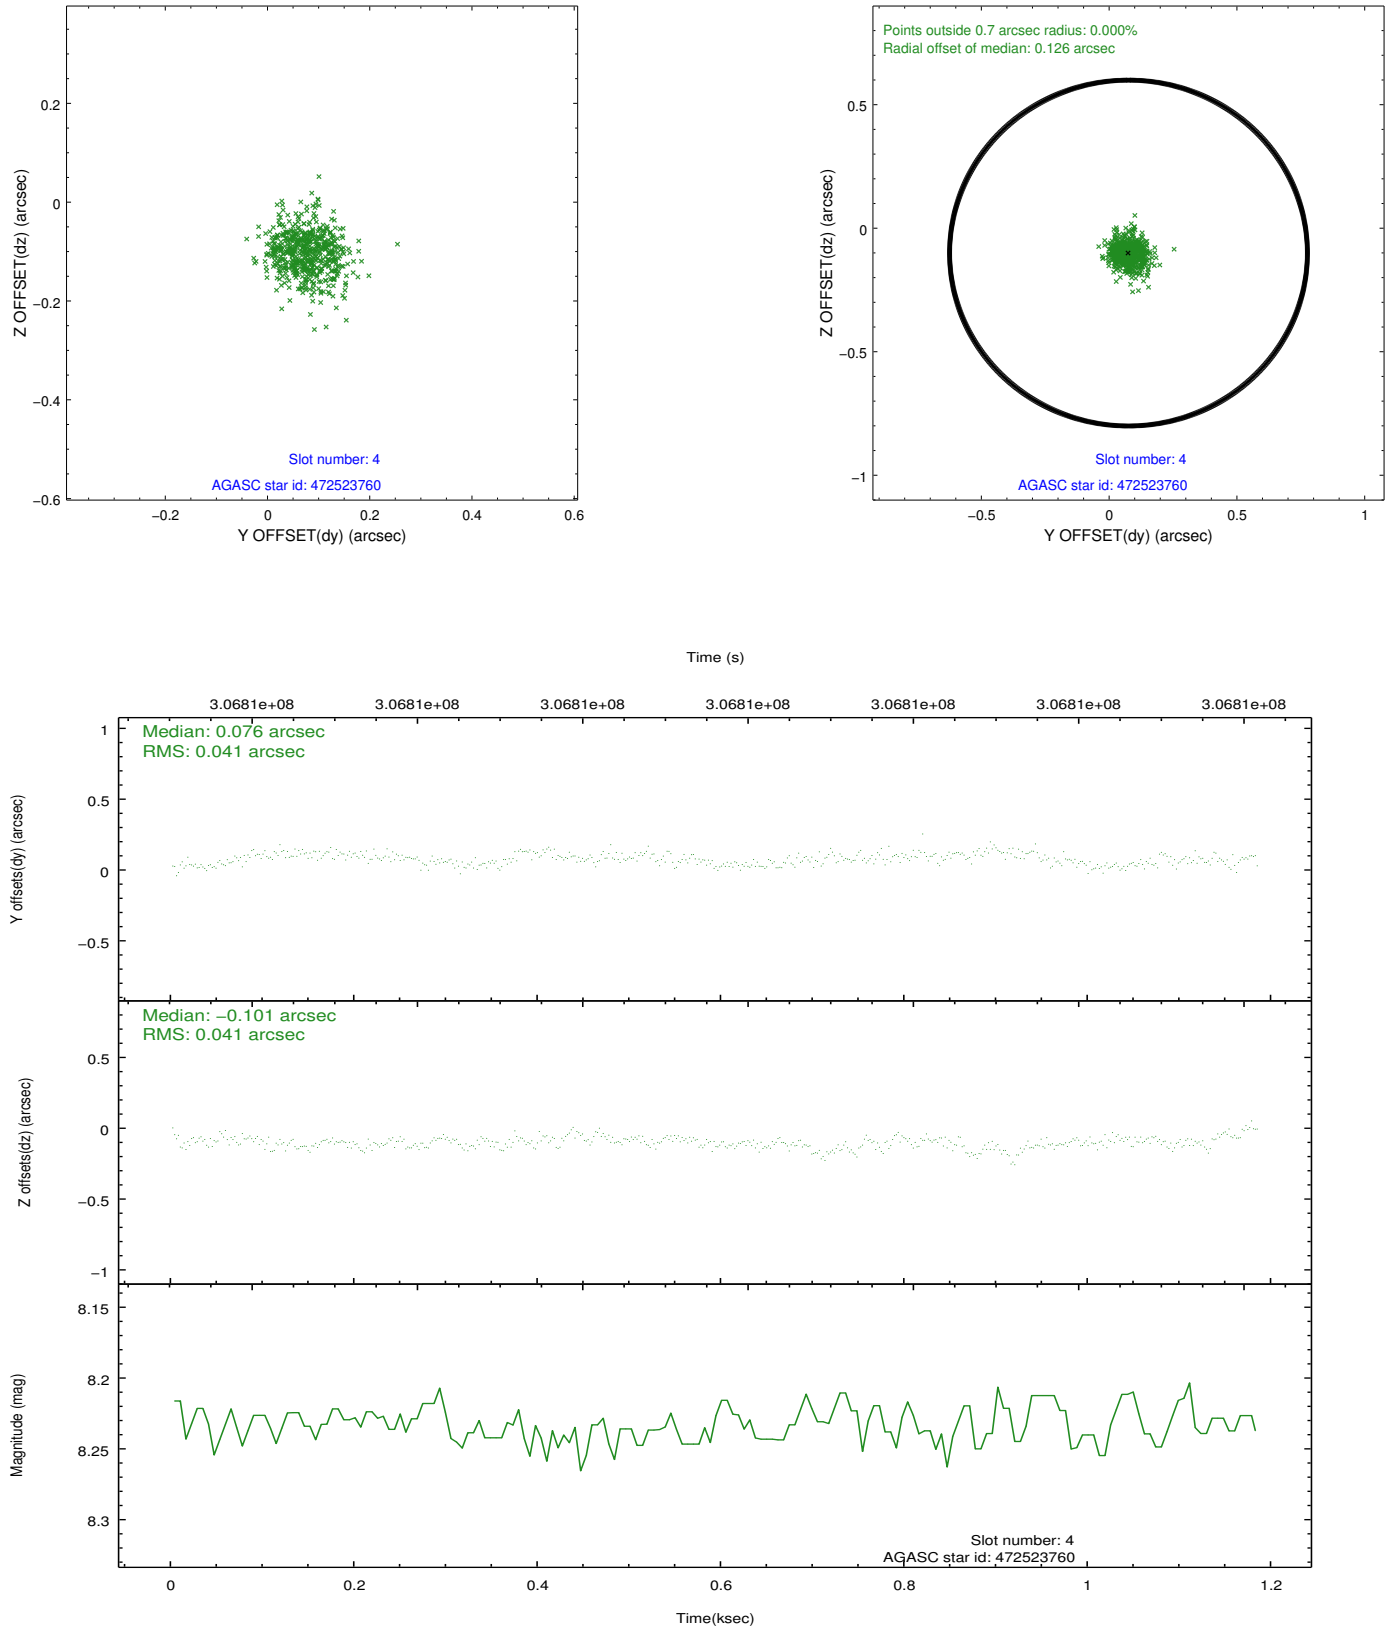 0.2
0
−0.2
−0.4
−0.6
Z OFFSET(dz) (arcsec)
Slot number: 4
AGASC star id: 472523760
−0.2 0 0.2 0.4 0.6
Y OFFSET(dy) (arcsec)
Points outside 0.7 arcsec radius: 0.000%
Radial offset of median: 0.126 arcsec
0.5
0
−0.5
−1
Z OFFSET(dz) (arcsec)
Slot number: 4
AGASC star id: 472523760
−0.5 0 0.5 1
Y OFFSET(dy) (arcsec)
Time (s)
3.0681e+08 3.0681e+08 3.0681e+08 3.0681e+08 3.0681e+08 3.0681e+08 3.0681e+08
Median: 0.076 arcsec
RMS: 0.041 arcsec
1
0.5
0
−0.5
Y offsets(dy) (arcsec)
Median: −0.101 arcsec
RMS: 0.041 arcsec
0.5
0
−0.5
−1
Z offsets(dz) (arcsec)
8.15
8.2
8.25
8.3
Magnitude (mag)
Slot number: 4
AGASC star id: 472523760
0 0.2 0.4 0.6 0.8 1 1.2
Time(ksec)